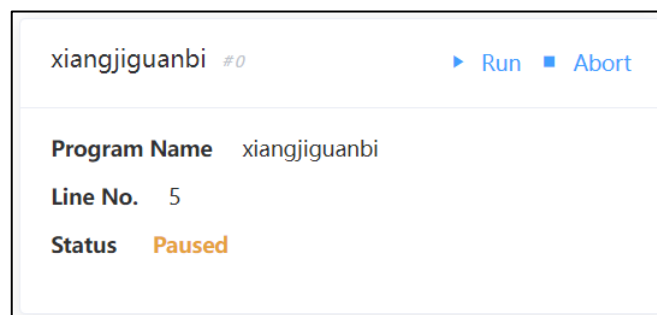 xiangjiguanbi #0 Run Abort
Program Name xiangjiguanbi
Line No. 5
Status Paused